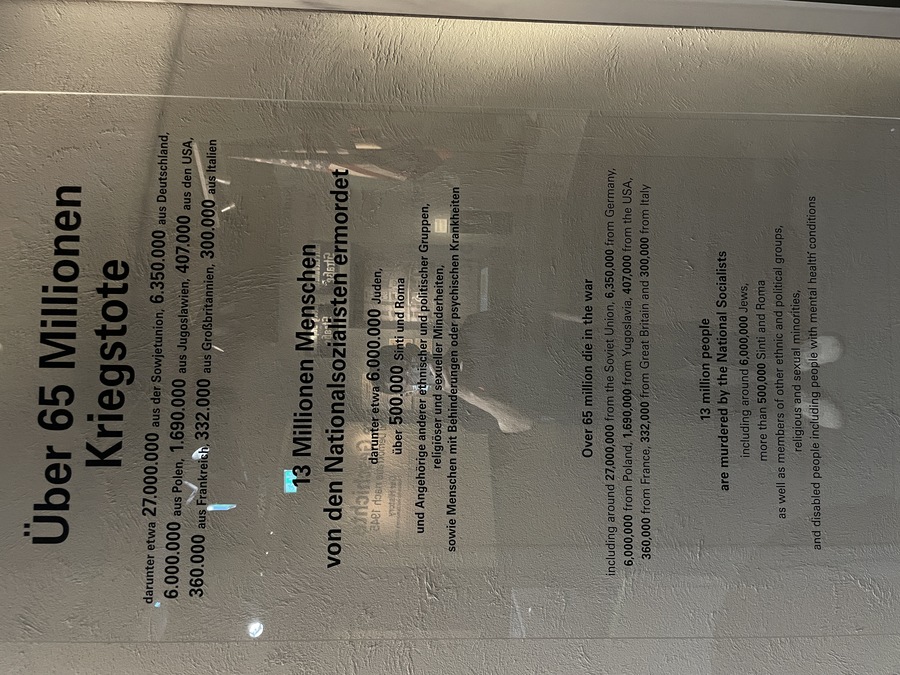 Über 65 Millionen
Kriegstote
darunter etwa 27.000.000 aus der Sowjetunion, 6.350.000 aus Deutschland,
6.000.000 aus Polen, 1.690.000 aus Jugoslawien, 407.000 aus den USA,
360.000 aus Frankreich, 332.000 aus Großbritannien, 300.000 aus Italien
13 Millionen Menschen
von den Nationalsozialisten ermordet
darunter etwa 6.000.000 Juden,
über 500.000 Sinti und Roma
und Angehörige anderer ethnischer und politischer Gruppen,
religiöser und sexueller Minderheiten,
sowie Menschen mit Behinderungen oder psychischen Krankheiten
Over 65 million die in the war
including around 27,000,000 from the Soviet Union, 6,350,000 from Germany,
6,000,000 from Poland, 1,690,000 from Yugoslavia, 407,000 from the USA,
360,000 from France, 332,000 from Great Britain and 300,000 from Italy
13 million people
are murdered by the National Socialists
including around 6,000,000 Jews,
more than 500,000 Sinti and Roma
as well as members of other ethnic and political groups,
religious and sexual minorities,
and disabled people including people with mental health conditions